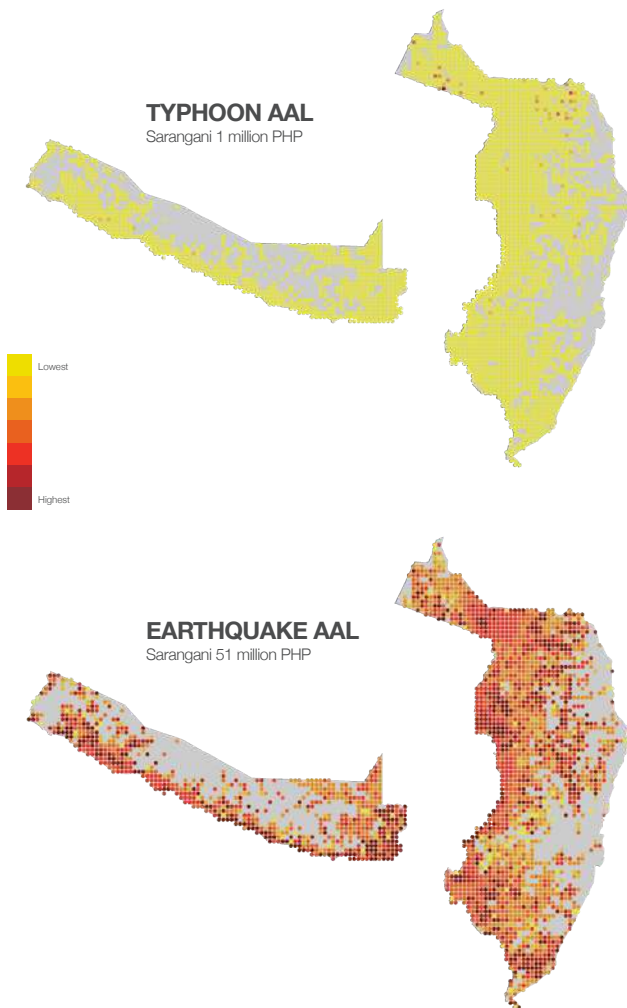 TYPHOON AAL
Sarangani 1 million PHP
Lowest
Highest
EARTHQUAKE AAL
Sarangani 51 million PHP